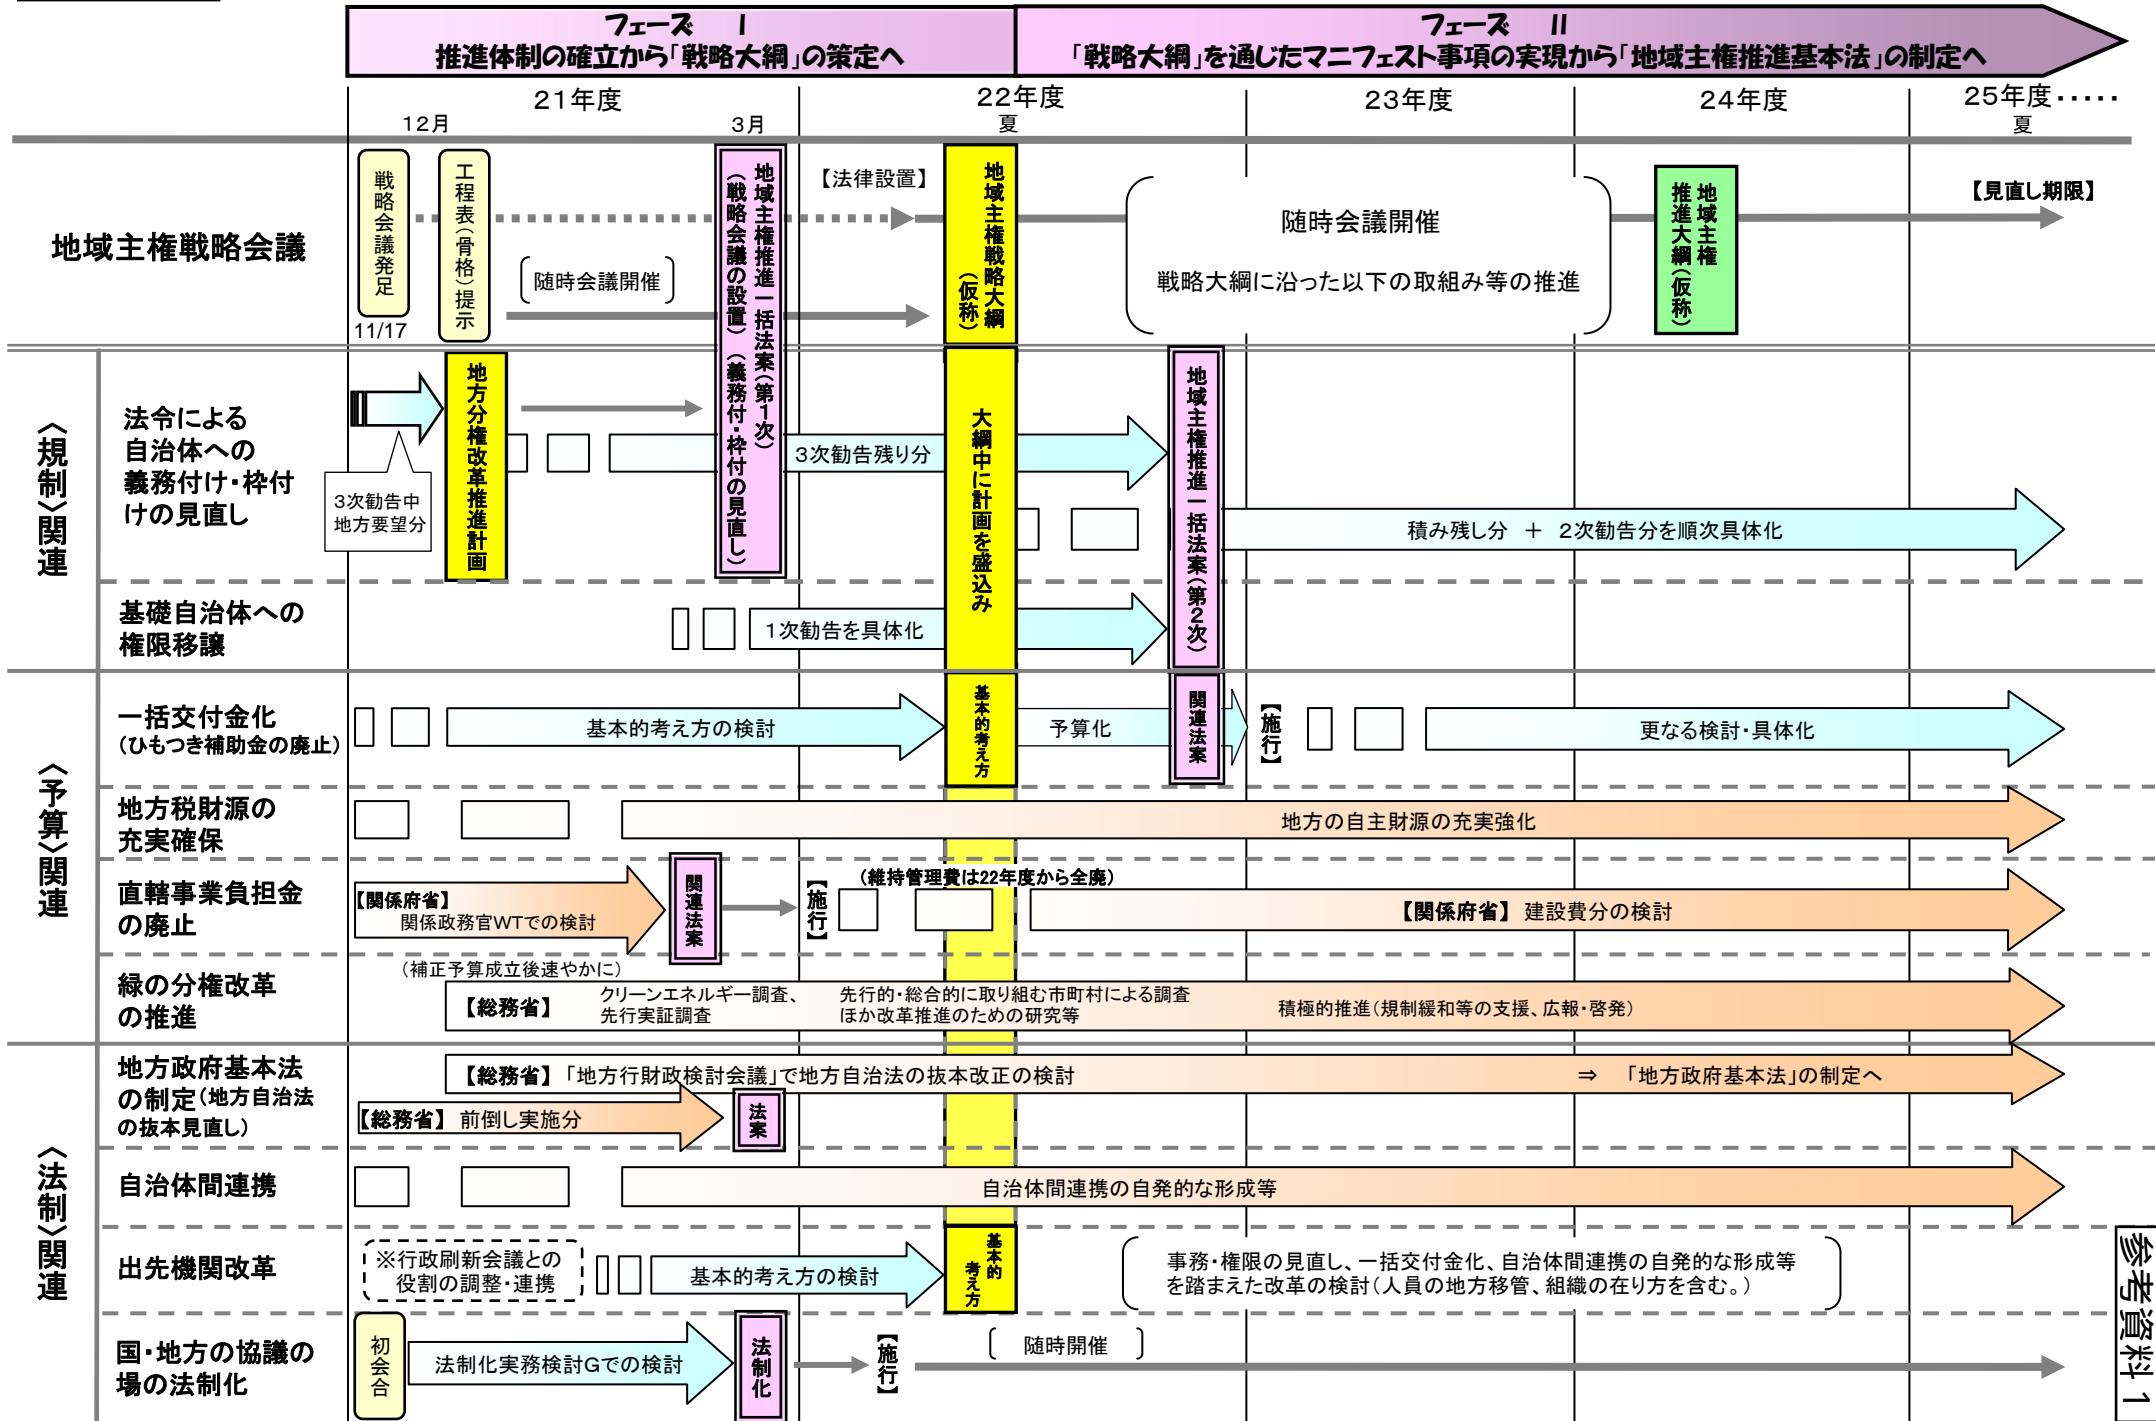 フェーズ Ⅰ
推進体制の確立から「戦略大綱」の策定へ
フェーズ Ⅱ
「戦略大綱」を通じたマニフェスト事項の実現から「地域主権推進基本法」の制定へ
21年度
22年度
23年度
24年度
25年度・・・・・
12月
3月
夏
夏
地域主権戦略会議
戦略会議発足
11/17
工程表(骨格)提示
【法律設置】
随時会議開催
地域主権推進一括法案(第1次)
(戦略会議の設置)(義務付・枠付の見直し)
地域主権戦略大綱
(仮称)
随時会議開催
戦略大綱に沿った以下の取組み等の推進
地域主権
推進大綱(仮称)
【見直し期限】
〈規制〉関連
法令による
自治体への
義務付け・枠付
けの見直し
3次勧告中
地方要望分
地方分権改革推進計画
3次勧告残り分
大綱中に計画を盛込み
地域主権推進一括法案(第2次)
積み残し分 + 2次勧告分を順次具体化
基礎自治体への
権限移譲
1次勧告を具体化
〈予算〉関連
一括交付金化
(ひもつき補助金の廃止)
基本的考え方の検討
基本的考え方
予算化
関連法案
【施行】
更なる検討・具体化
地方税財源の
充実確保
地方の自主財源の充実強化
直轄事業負担金
の廃止
【関係府省】
関係政務官WTでの検討
関連法案
【施行】
(維持管理費は22年度から全廃)
【関係府省】建設費分の検討
緑の分権改革
の推進
(補正予算成立後速やかに)
【総務省】
クリーンエネルギー調査、
先行実証調査
先行的・総合的に取り組む市町村による調査
ほか改革推進のための研究等
積極的推進(規制緩和等の支援、広報・啓発)
〈法制〉関連
地方政府基本法
の制定(地方自治法
の抜本見直し)
【総務省】「地方行財政検討会議」で地方自治法の抜本改正の検討
⇒ 「地方政府基本法」の制定へ
【総務省】前倒し実施分
法案
自治体間連携
自治体間連携の自発的な形成等
出先機関改革
※行政刷新会議との
役割の調整・連携
基本的考え方の検討
基本的
考え方
事務・権限の見直し、一括交付金化、自治体間連携の自発的な形成等
を踏まえた改革の検討(人員の地方移管、組織の在り方を含む。)
国・地方の協議の
場の法制化
初会合
法制化実務検討Gでの検討
法制化
【施行】
随時開催
参考資料1